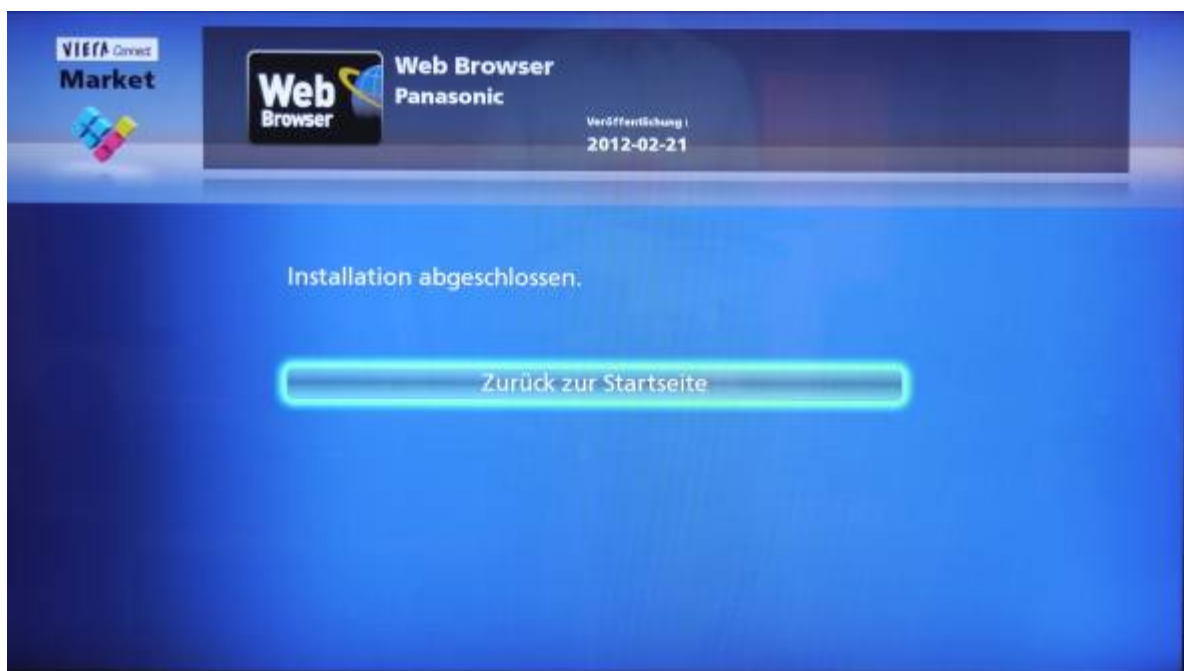 VIERA Connect
Market
Web
Browser
Web Browser
Panasonic
Veröffentlichung :
2012-02-21
Installation abgeschlossen.
Zurück zur Startseite